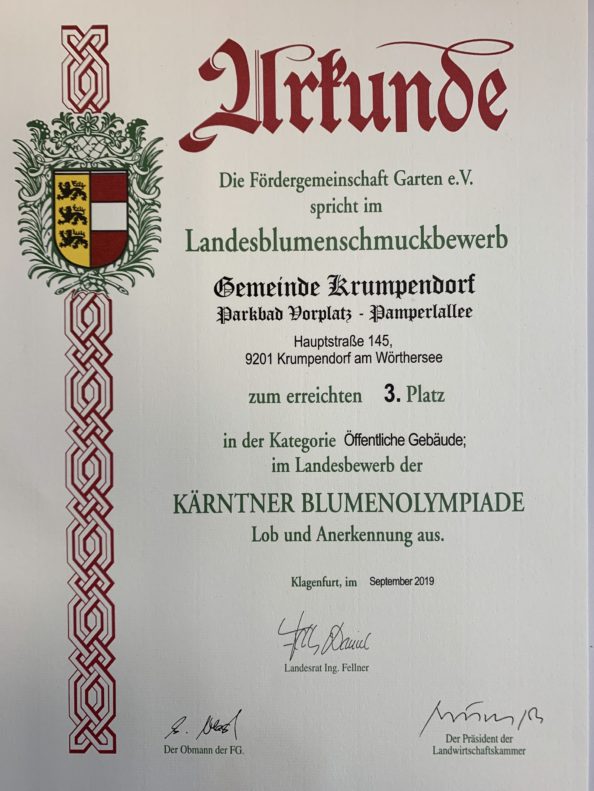 Urkunde
Die Fördergemeinschaft Garten e.V.
spricht im
Landesblumenschmuckbewerb
Gemeinde Krumpendorf
Parkbad Vorplatz - Pamperlallee
Hauptstraße 145,
9201 Krumpendorf am Wörthersee
zum erreichten 3. Platz
in der Kategorie Öffentliche Gebäude;
im Landesbewerb der
KÄRNTNER BLUMENOLYMPIADE
Lob und Anerkennung aus.
Klagenfurt, im September 2019
Landesrat Ing. Fellner
Der Obmann der FG.
Der Präsident der
Landwirtschaftskammer